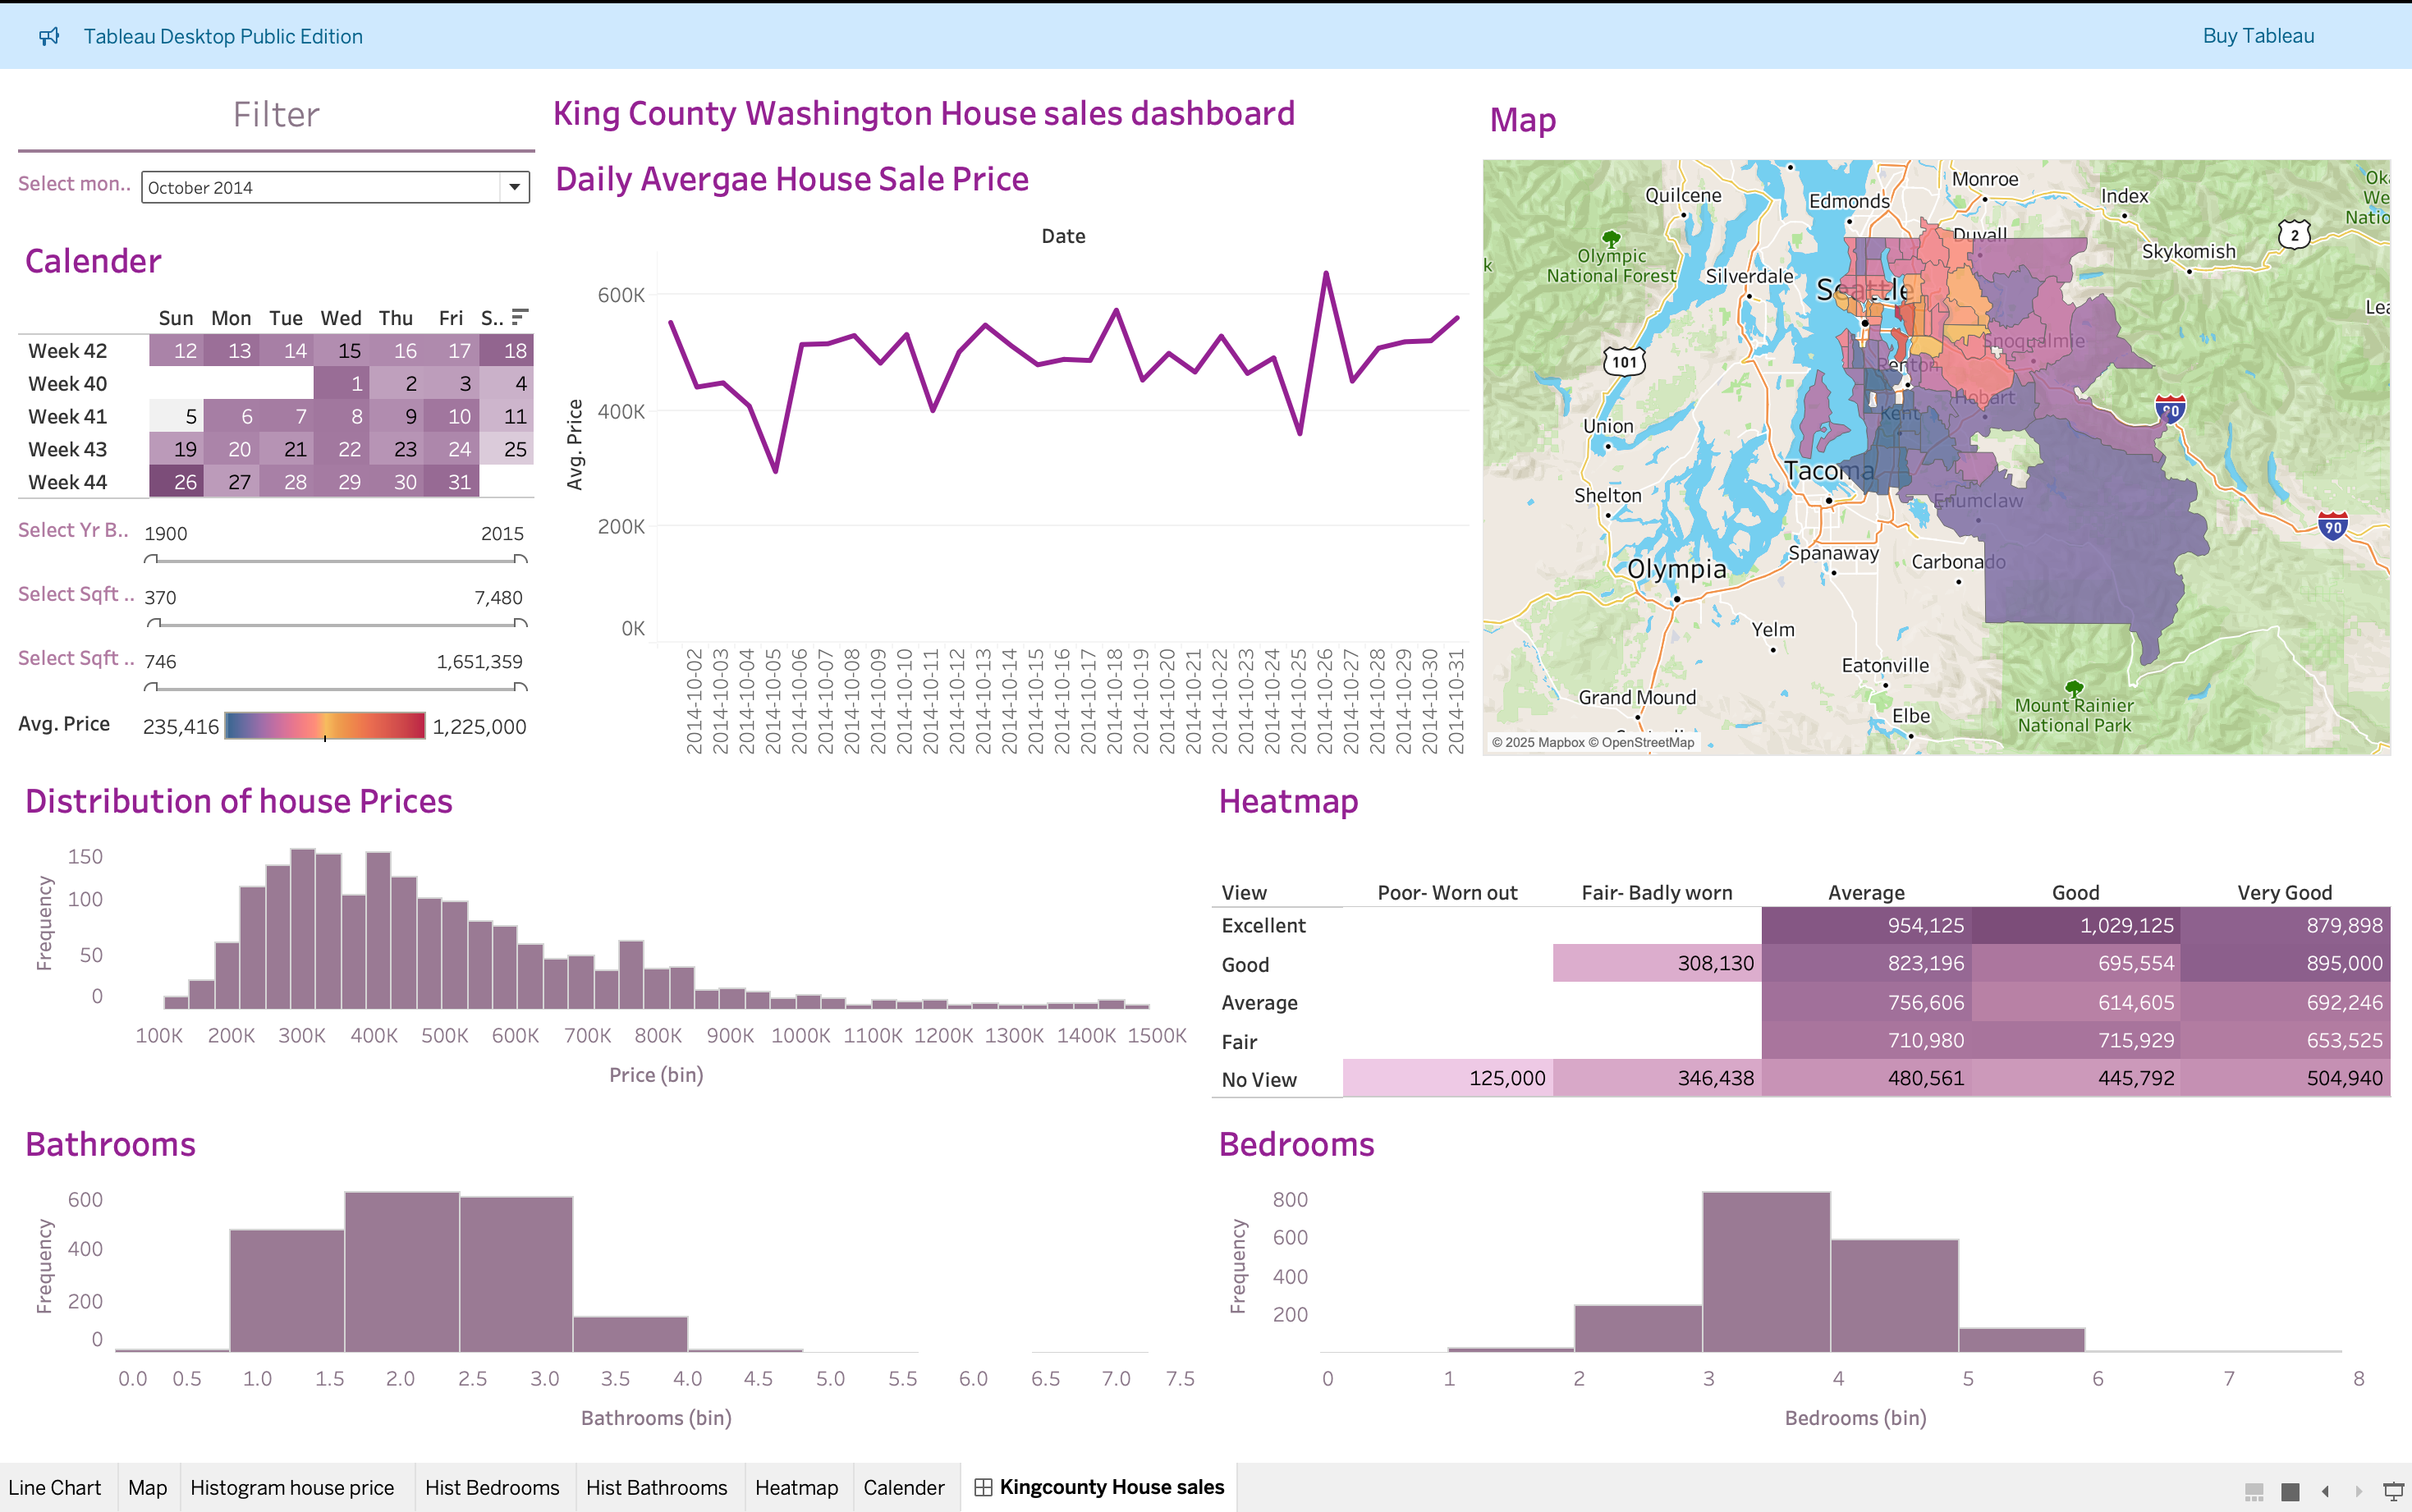 Tableau Desktop Public Edition
Buy Tableau
Filter
Select mon..
October 2014
Calender
Sun Mon Tue Wed Thu Fri S..
Week 42 12 13 14 15 16 17 18
Week 40 1 2 3 4
Week 41 5 6 7 8 9 10 11
Week 43 19 20 21 22 23 24 25
Week 44 26 27 28 29 30 31
Select Yr B.. 1900 2015
Select Sqft .. 370 7,480
Select Sqft .. 746 1,651,359
Avg. Price 235,416 1,225,000
King County Washington House sales dashboard
Daily Avergae House Sale Price
Date
Avg. Price
600K
400K
200K
0K
2014-10-02
2014-10-03
2014-10-04
2014-10-05
2014-10-06
2014-10-07
2014-10-08
2014-10-09
2014-10-10
2014-10-11
2014-10-12
2014-10-13
2014-10-14
2014-10-15
2014-10-16
2014-10-17
2014-10-18
2014-10-19
2014-10-20
2014-10-21
2014-10-22
2014-10-23
2014-10-24
2014-10-25
2014-10-26
2014-10-27
2014-10-28
2014-10-29
2014-10-30
2014-10-31
Map
Monroe
Quilcene
Edmonds
Index
Duvall
2
Skykomish
Olympic
National Forest
Silverdale
Seattle
Snoqualmie
101
Renton
Hobart
90
Kent
Union
Tacoma
Shelton
Enumclaw
90
Spanaway
Carbonado
Olympia
Yelm
Eatonville
Grand Mound
Mount Rainier
National Park
Elbe
© 2025 Mapbox © OpenStreetMap
Distribution of house Prices
Frequency
150
100
50
0
100K 200K 300K 400K 500K 600K 700K 800K 900K 1000K 1100K 1200K 1300K 1400K 1500K
Price (bin)
Heatmap
View Poor- Worn out Fair- Badly worn Average Good Very Good
Excellent 954,125 1,029,125 879,898
Good 308,130 823,196 695,554 895,000
Average 756,606 614,605 692,246
Fair 710,980 715,929 653,525
No View 125,000 346,438 480,561 445,792 504,940
Bathrooms
Frequency
600
400
200
0
0.0 0.5 1.0 1.5 2.0 2.5 3.0 3.5 4.0 4.5 5.0 5.5 6.0 6.5 7.0 7.5
Bathrooms (bin)
Bedrooms
Frequency
800
600
400
200
0 1 2 3 4 5 6 7 8
Bedrooms (bin)
Line Chart Map Histogram house price Hist Bedrooms Hist Bathrooms Heatmap Calender Kingcounty House sales